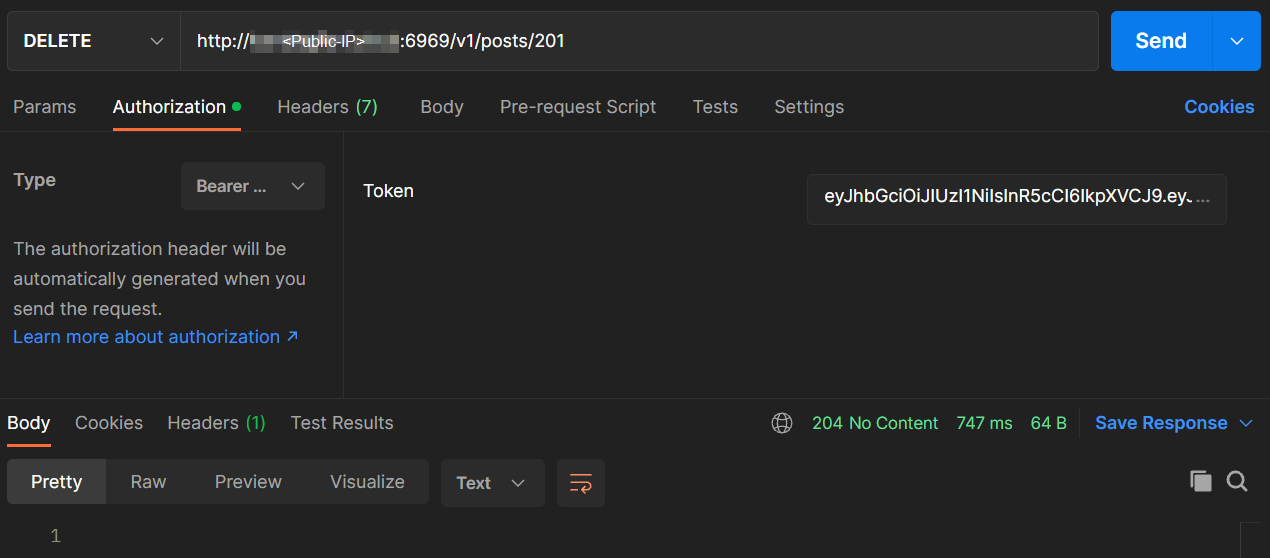 DELETE http://<Public-IP>:6969/v1/posts/201 Send
Params Authorization Headers (7) Body Pre-request Script Tests Settings Cookies
Type Bearer ... Token eyJhbGciOiJIUzI1NiIsInR5cCI6IkpXVCJ9.eyJ...
The authorization header will be
automatically generated when you
send the request.
Learn more about authorization ↗
Body Cookies Headers (1) Test Results 204 No Content 747 ms 64 B Save Response
Pretty Raw Preview Visualize Text
1